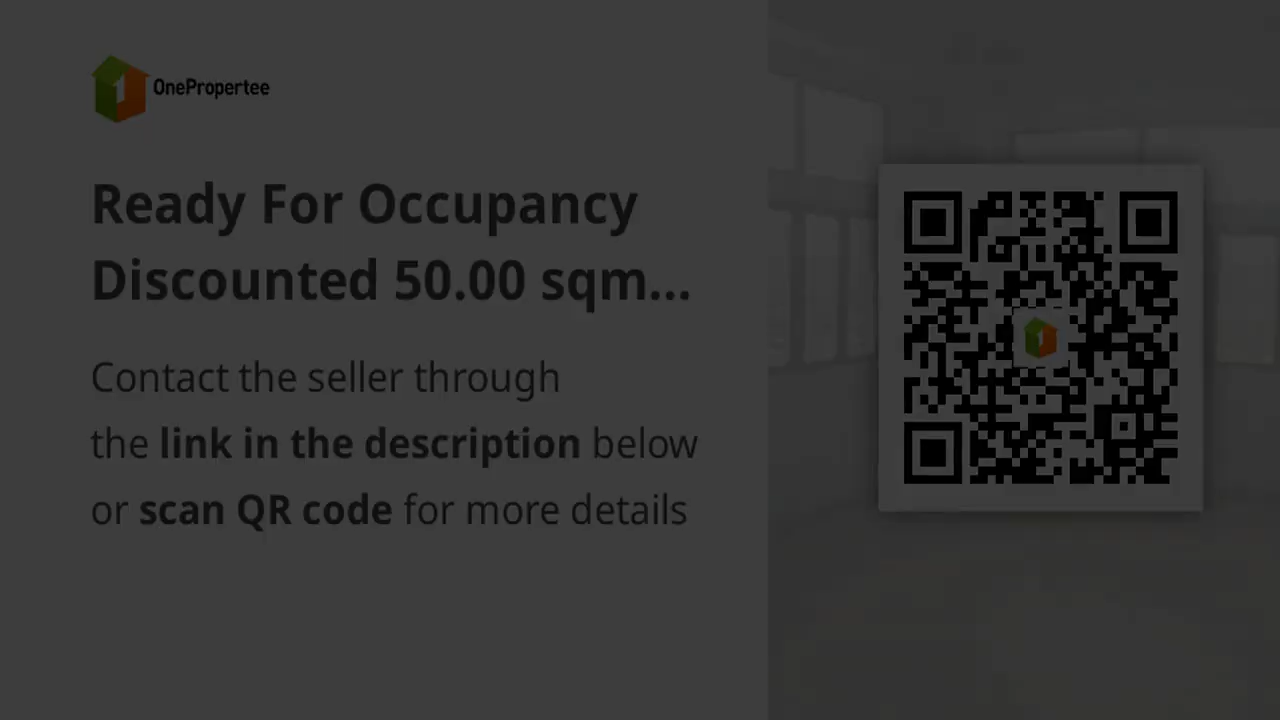 OnePropertee
Ready For Occupancy
Discounted 50.00 sqm...
Contact the seller through
the link in the description below
or scan QR code for more details